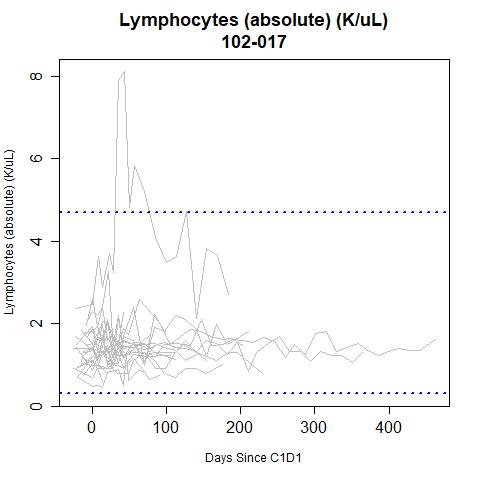 Lymphocytes (absolute) (K/uL)
102-017
Lymphocytes (absolute) (K/uL)
8
6
4
2
0
0 100 200 300 400
Days Since C1D1